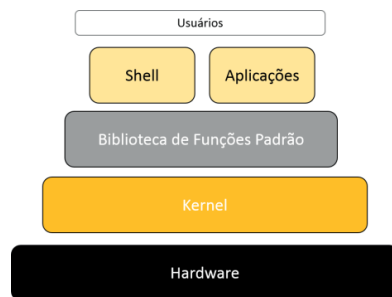 Usuários
Shell
Aplicações
Biblioteca de Funções Padrão
Kernel
Hardware